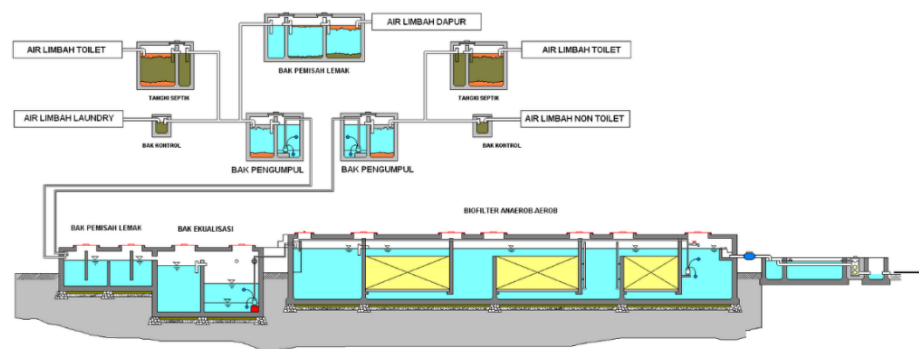 AIR LIMBAH DAPUR
AIR LIMBAH TOILET
AIR LIMBAH TOILET
BAK PEMISAH LEMAK
TANGKI SEPTIK
TANGKI SEPTIK
AIR LIMBAH LAUNDRY
AIR LIMBAH NON TOILET
BAK KONTROL
BAK KONTROL
BAK PENGUMPUL
BAK PENGUMPUL
BIOFILTER ANAEROB.AEROB
BAK PEMISAH LEMAK
BAK EKUALISASI